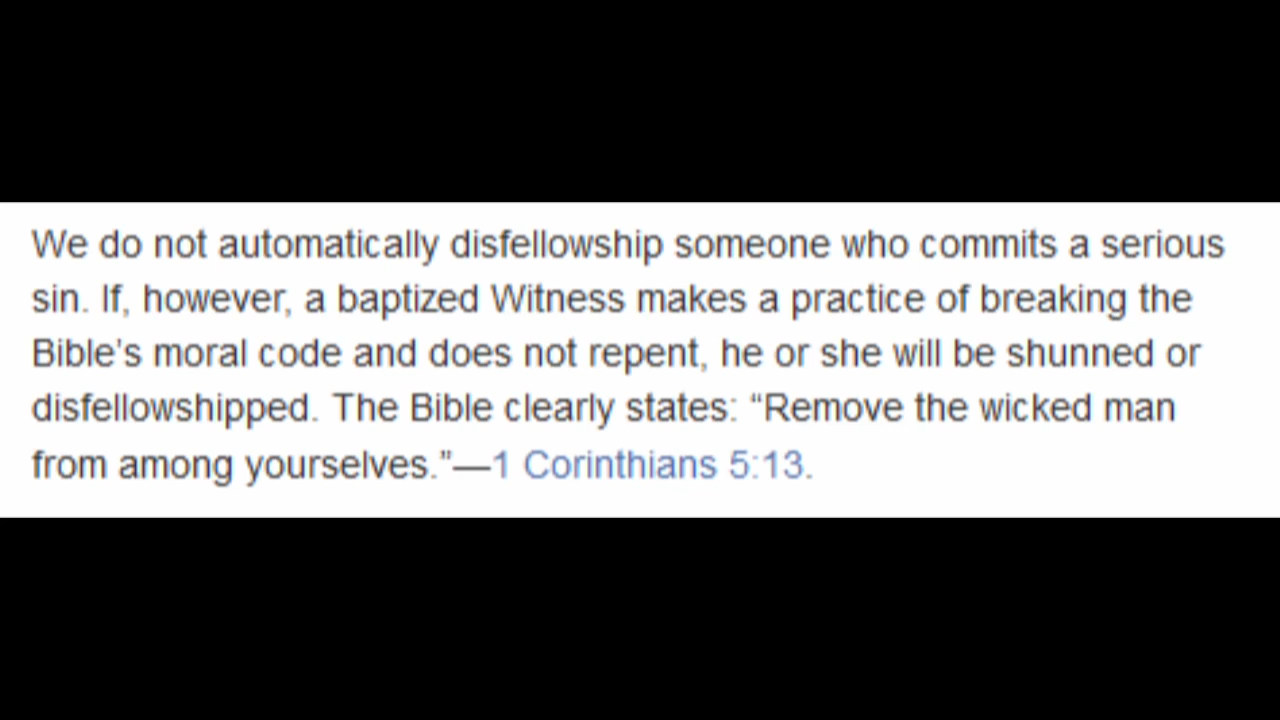 We do not automatically disfellowship someone who commits a serious
sin. If, however, a baptized Witness makes a practice of breaking the
Bible's moral code and does not repent, he or she will be shunned or
disfellowshipped. The Bible clearly states: “Remove the wicked man
from among yourselves.”—1 Corinthians 5:13.